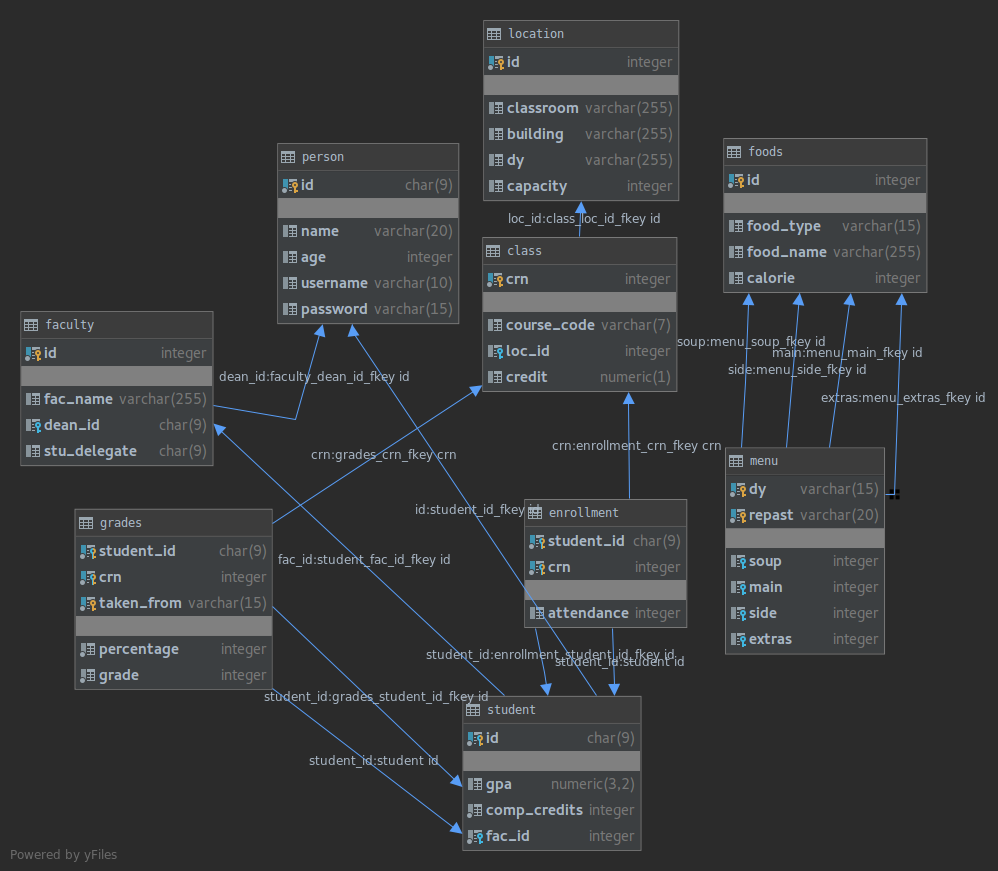 location
id integer
classroom varchar(255)
building varchar(255)
dy varchar(255)
capacity integer
person
id char(9)
name varchar(20)
age integer
username varchar(10)
password varchar(15)
foods
id integer
food_type varchar(15)
food_name varchar(255)
calorie integer
loc_id:class_loc_id_fkey id
class
crn integer
course_code varchar(7)
loc_id integer
credit numeric(1)
faculty
id integer
fac_name varchar(255)
dean_id char(9)
stu_delegate char(9)
dean_id:faculty_dean_id_fkey id
soup:menu_soup_fkey id
main:menu_main_fkey id
side:menu_side_fkey id
extras:menu_extras_fkey id
crn:grades_crn_fkey crn
crn:enrollment_crn_fkey crn
menu
dy varchar(15)
repast varchar(20)
soup integer
main integer
side integer
extras integer
id:student_id_fkey id
grades
student_id char(9)
crn integer
taken_from varchar(15)
percentage integer
grade integer
enrollment
student_id char(9)
crn integer
attendance integer
fac_id:student_fac_id_fkey id
student_id:enrollment_student_id_fkey id
student_id:student id
student_id:grades_student_id_fkey id
student_id:student id
student
id char(9)
gpa numeric(3,2)
comp_credits integer
fac_id integer
Powered by yFiles